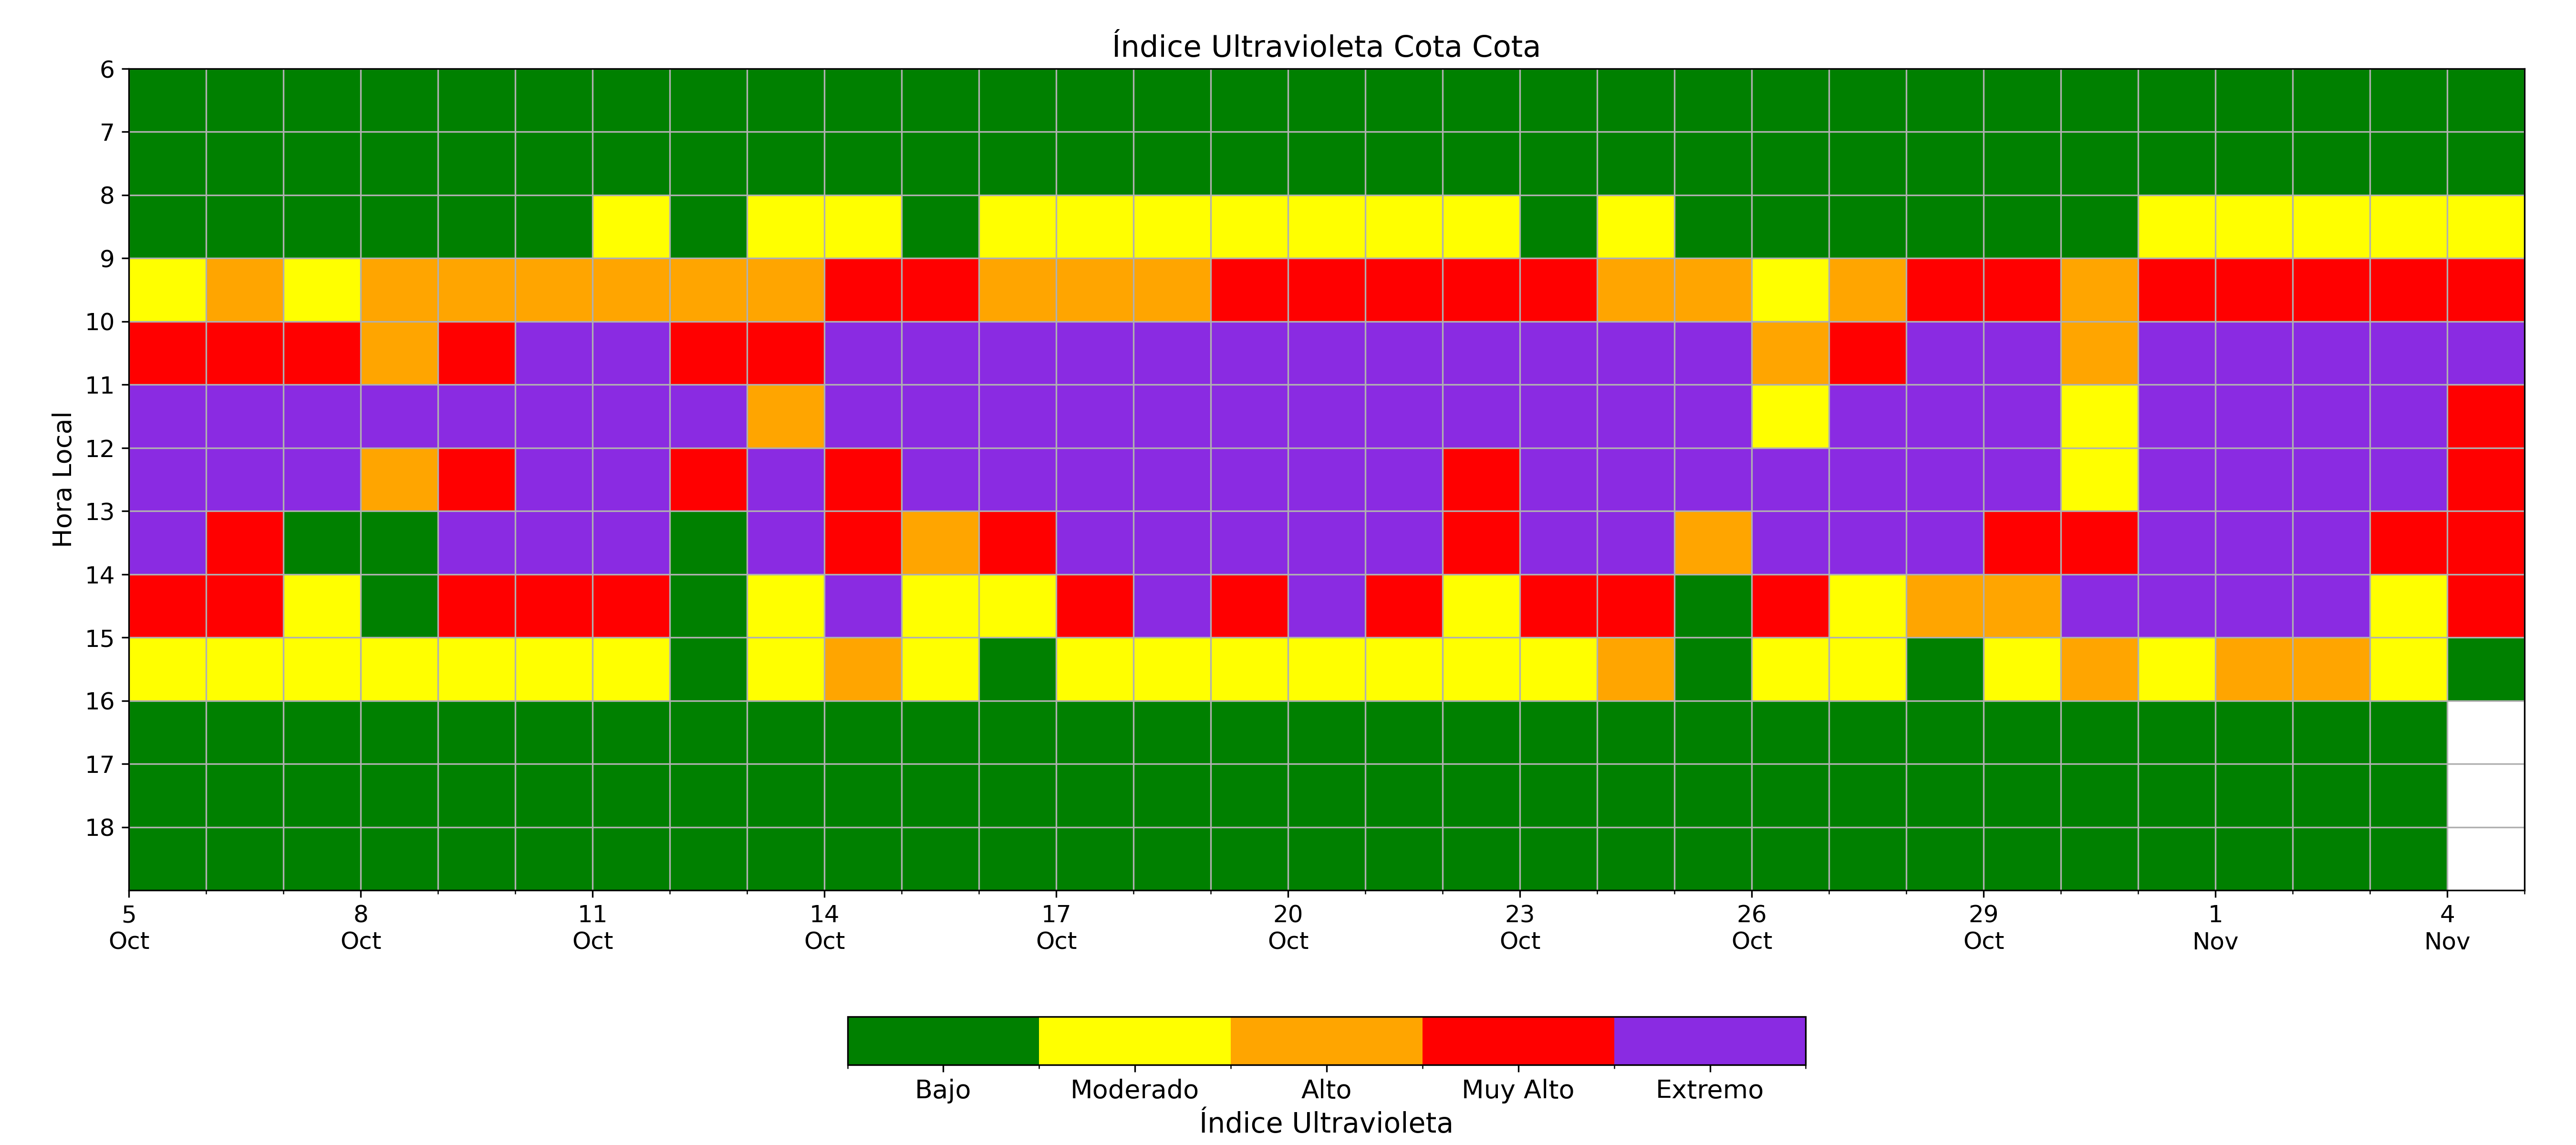 Índice Ultravioleta Cota Cota
Hora Local
6
7
8
9
10
11
12
13
14
15
16
17
18
5 8 11 14 17 20 23 26 29 1 4
Oct Oct Oct Oct Oct Oct Oct Oct Oct Nov Nov
Bajo Moderado Alto Muy Alto Extremo
Índice Ultravioleta